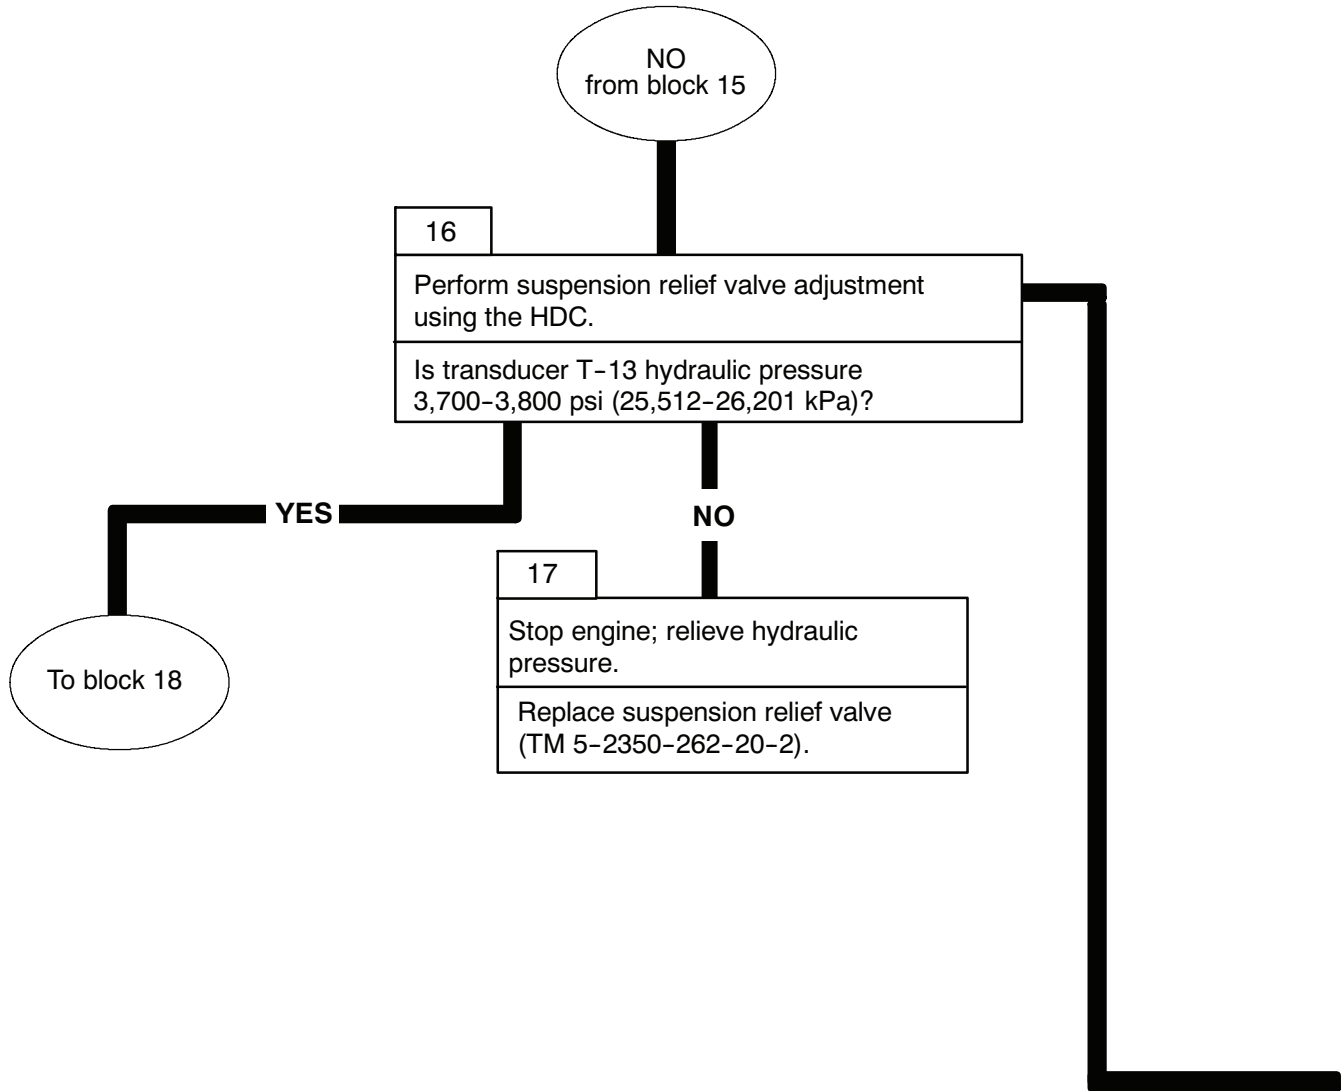 NO
from block 15
16
Perform suspension relief valve adjustment
using the HDC.
Is transducer T-13 hydraulic pressure
3,700-3,800 psi (25,512-26,201 kPa)?
YES
NO
17
Stop engine; relieve hydraulic
pressure.
To block 18
Replace suspension relief valve
(TM 5-2350-262-20-2).